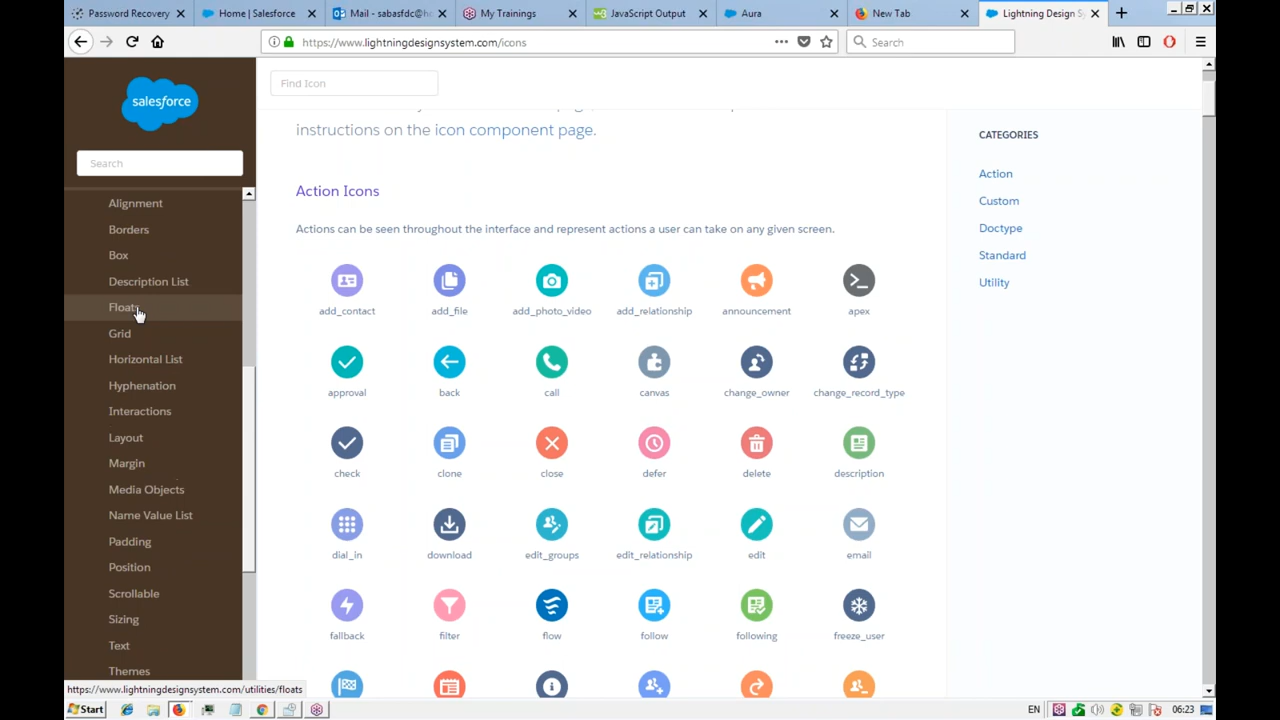 Password Recovery
Home | Salesforce
Mail - sabasfdc@h
My Trainings
JavaScript Output
Aura
New Tab
Lightning Design Sy
https://www.lightningdesignsystem.com/icons
Search
salesforce
Search
Alignment
Borders
Box
Description List
Floats
Grid
Horizontal List
Hyphenation
Interactions
Layout
Margin
Media Objects
Name Value List
Padding
Position
Scrollable
Sizing
Text
Themes
https://www.lightningdesignsystem.com/utilities/floats
Find Icon
instructions on the icon component page.
Action Icons
Actions can be seen throughout the interface and represent actions a user can take on any given screen.
add_contact add_file add_photo_video add_relationship announcement apex
approval back call canvas change_owner change_record_type
check clone close defer delete description
dial_in download edit_groups edit_relationship edit email
fallback filter flow follow following freeze_user
CATEGORIES
Action
Custom
Doctype
Standard
Utility
Start
EN
06:23